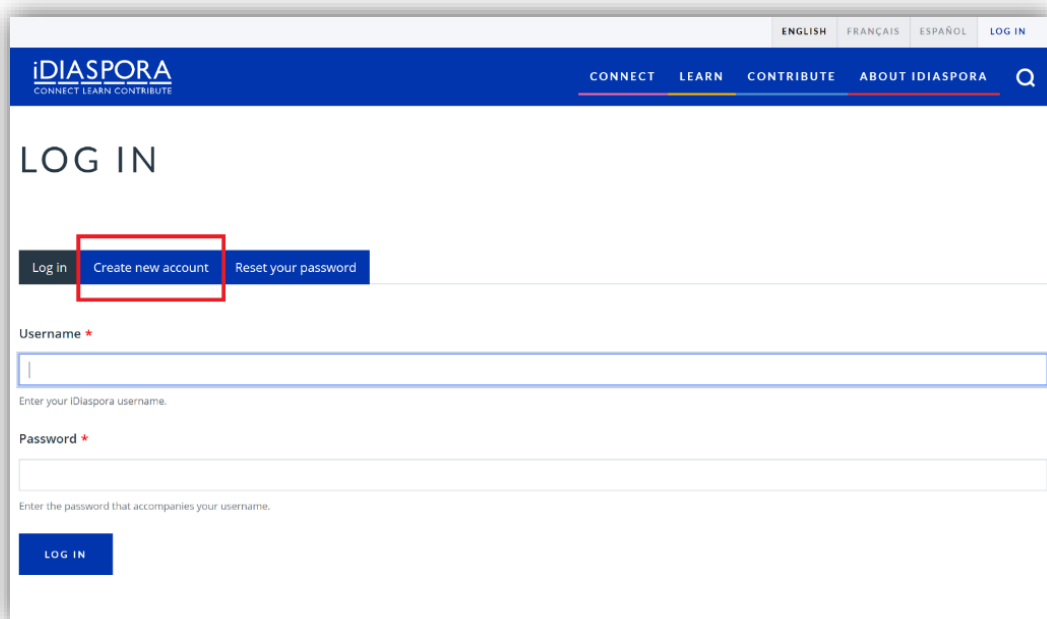 ENGLISH FRANÇAIS ESPAÑOL LOG IN
iDIASPORA
CONNECT LEARN CONTRIBUTE
CONNECT LEARN CONTRIBUTE ABOUT IDIASPORA
LOG IN
Log in Create new account Reset your password
Username *
Enter your iDiaspora username.
Password *
Enter the password that accompanies your username.
LOG IN